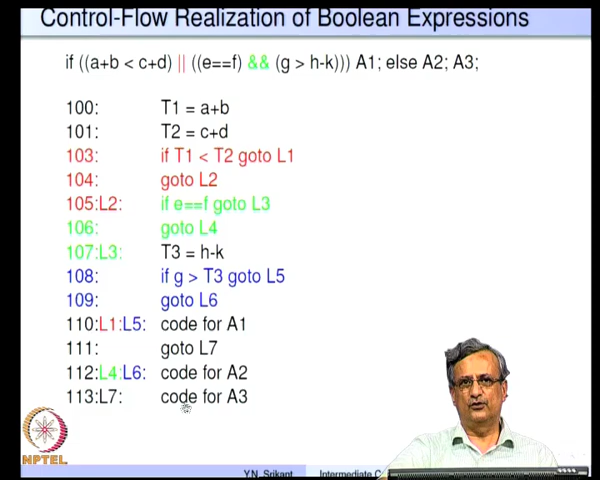 Control-Flow Realization of Boolean Expressions
if ((a+b < c+d) || ((e==f) && (g > h-k))) A1; else A2; A3;
100: T1 = a+b
101: T2 = c+d
103: if T1 < T2 goto L1
104: goto L2
105:L2: if e==f goto L3
106: goto L4
107:L3: T3 = h-k
108: if g > T3 goto L5
109: goto L6
110:L1:L5: code for A1
111: goto L7
112:L4:L6: code for A2
113:L7: code for A3
NPTEL
Y.N. Srikant Intermediate C